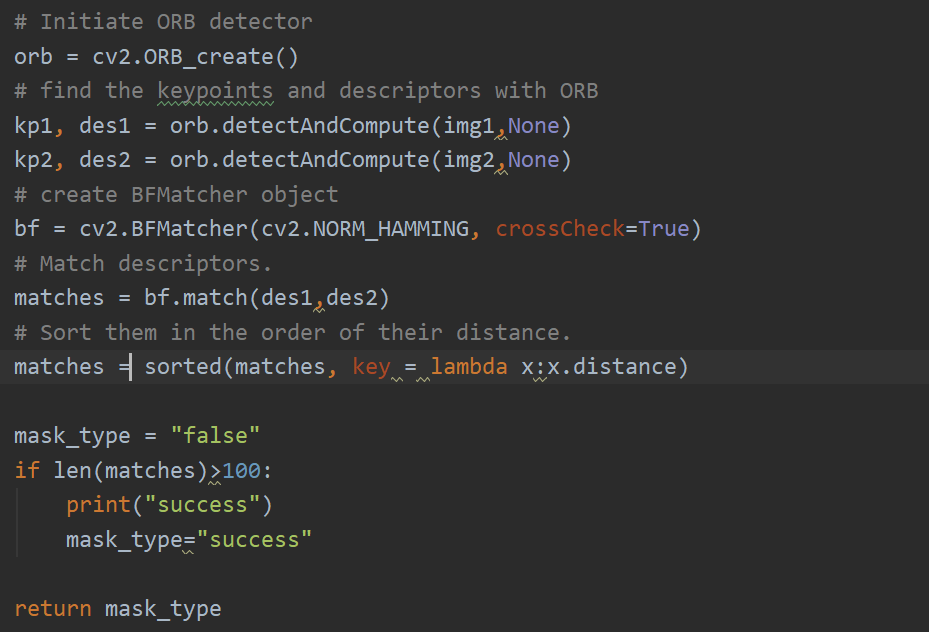 # Initiate ORB detector
orb = cv2.ORB_create()
# find the keypoints and descriptors with ORB
kp1, des1 = orb.detectAndCompute(img1,None)
kp2, des2 = orb.detectAndCompute(img2,None)
# create BFMatcher object
bf = cv2.BFMatcher(cv2.NORM_HAMMING, crossCheck=True)
# Match descriptors.
matches = bf.match(des1,des2)
# Sort them in the order of their distance.
matches = sorted(matches, key = lambda x:x.distance)
mask_type = "false"
if len(matches)>100:
    print("success")
    mask_type="success"
return mask_type